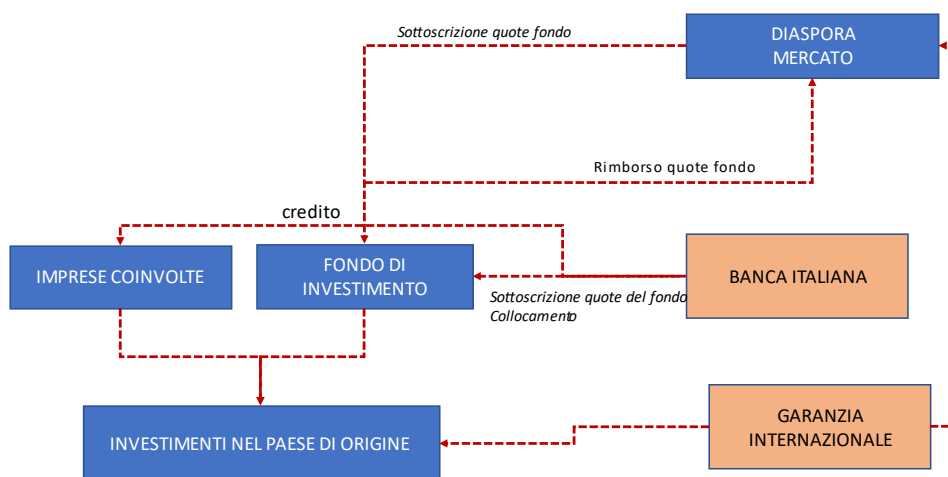 Sottoscrizione quote fondo
DIASPORA
MERCATO
Rimborso quote fondo
credito
IMPRESE COINVOLTE
FONDO DI
INVESTIMENTO
BANCA ITALIANA
Sottoscrizione quote del fondo
Collocamento
GARANZIA
INTERNAZIONALE
INVESTIMENTI NEL PAESE DI ORIGINE